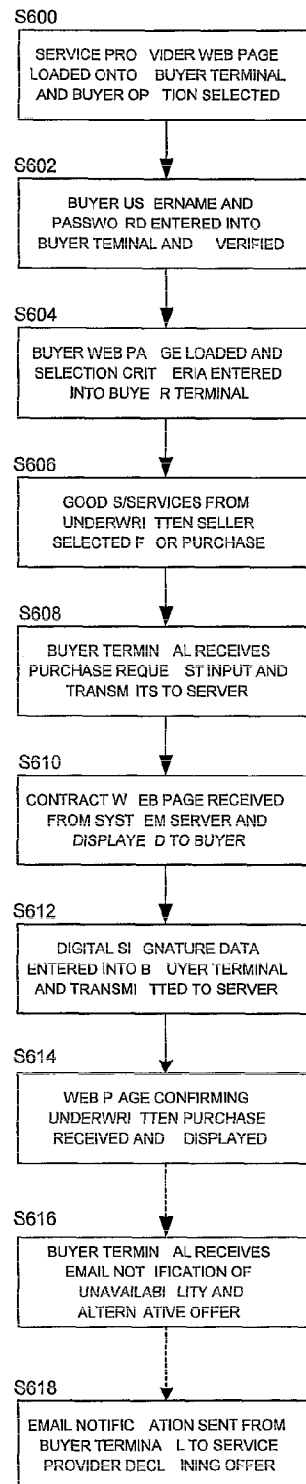 S600
SERVICE PRO VIDER WEB PAGE
LOADED ONTO BUYER TERMINAL
AND BUYER OP TION SELECTED
S602
BUYER US ERNAME AND
PASSWO RD ENTERED INTO
BUYER TEMINAL AND VERIFIED
S604
BUYER WEB PA GE LOADED AND
SELECTION CRIT ERIA ENTERED
INTO BUYE R TERMINAL
S606
GOOD S/SERVICES FROM
UNDERWRI TTEN SELLER
SELECTED F OR PURCHASE
S608
BUYER TERMIN AL RECEIVES
PURCHASE REQUE ST INPUT AND
TRANSM ITS TO SERVER
S610
CONTRACT W EB PAGE RECEIVED
FROM SYST EM SERVER AND
DISPLAYE D TO BUYER
S612
DIGITAL SI GNATURE DATA
ENTERED INTO B UYER TERMINAL
AND TRANSMI TTED TO SERVER
S614
WEB P AGE CONFIRMING
UNDERWRI TTEN PURCHASE
RECEIVED AND DISPLAYED
S616
BUYER TERMIN AL RECEIVES
EMAIL NOT IFICATION OF
UNAVAILABI LITY AND
ALTERN ATIVE OFFER
S618
EMAIL NOTIFIC ATION SENT FROM
BUYER TERMINA L TO SERVICE
PROVIDER DECL INING OFFER